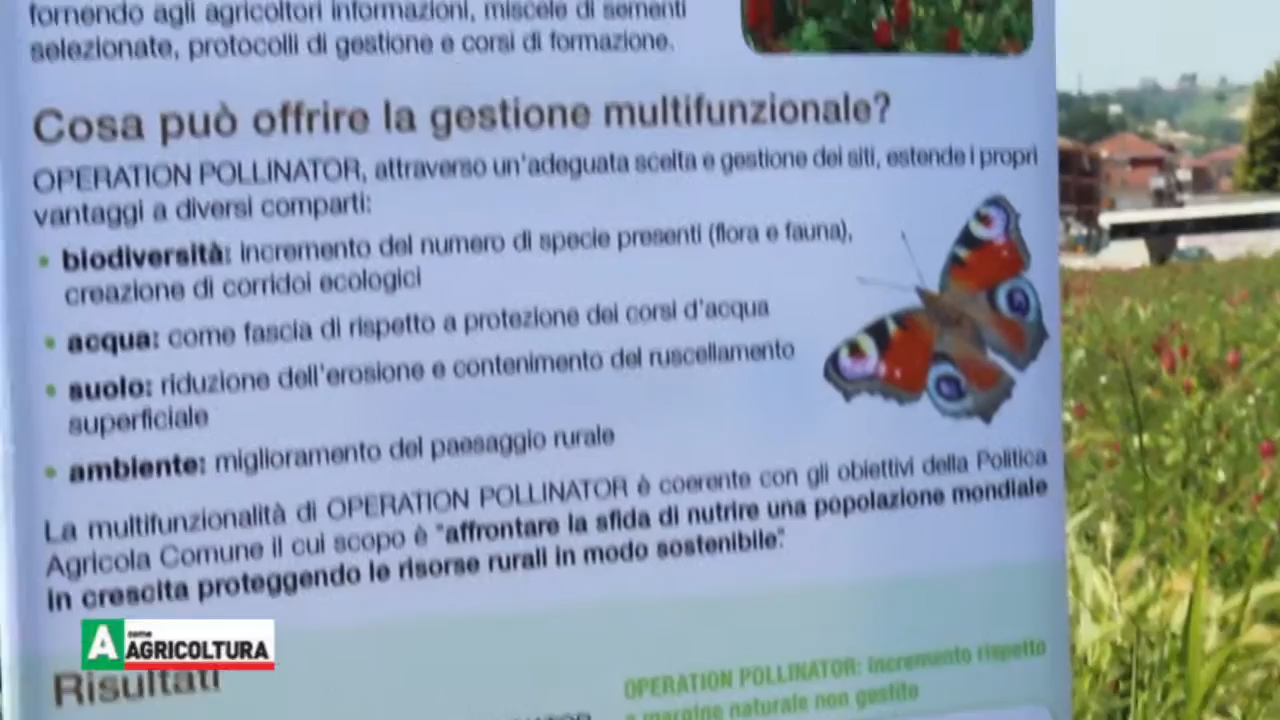 fornendo agli agricoltori informazioni, miscele di sementi
selezionate, protocolli di gestione e corsi di formazione.
Cosa può offrire la gestione multifunzionale?
OPERATION POLLINATOR, attraverso un'adeguata scelta e gestione dei siti, estende i propri
vantaggi a diversi comparti:
• biodiversità: incremento del numero di specie presenti (flora e fauna),
creazione di corridoi ecologici
• acqua: come fascia di rispetto a protezione dei corsi d'acqua
• suolo: riduzione dell'erosione e contenimento del ruscellamento
superficiale
• ambiente: miglioramento del paesaggio rurale
La multifunzionalità di OPERATION POLLINATOR è coerente con gli obiettivi della Politica
Agricola Comune il cui scopo è "affrontare la sfida di nutrire una popolazione mondiale
in crescita proteggendo le risorse rurali in modo sostenibile".
A come AGRICOLTURA
Risultati
OPERATION POLLINATOR: incremento rispetto
a margine naturale non gestito